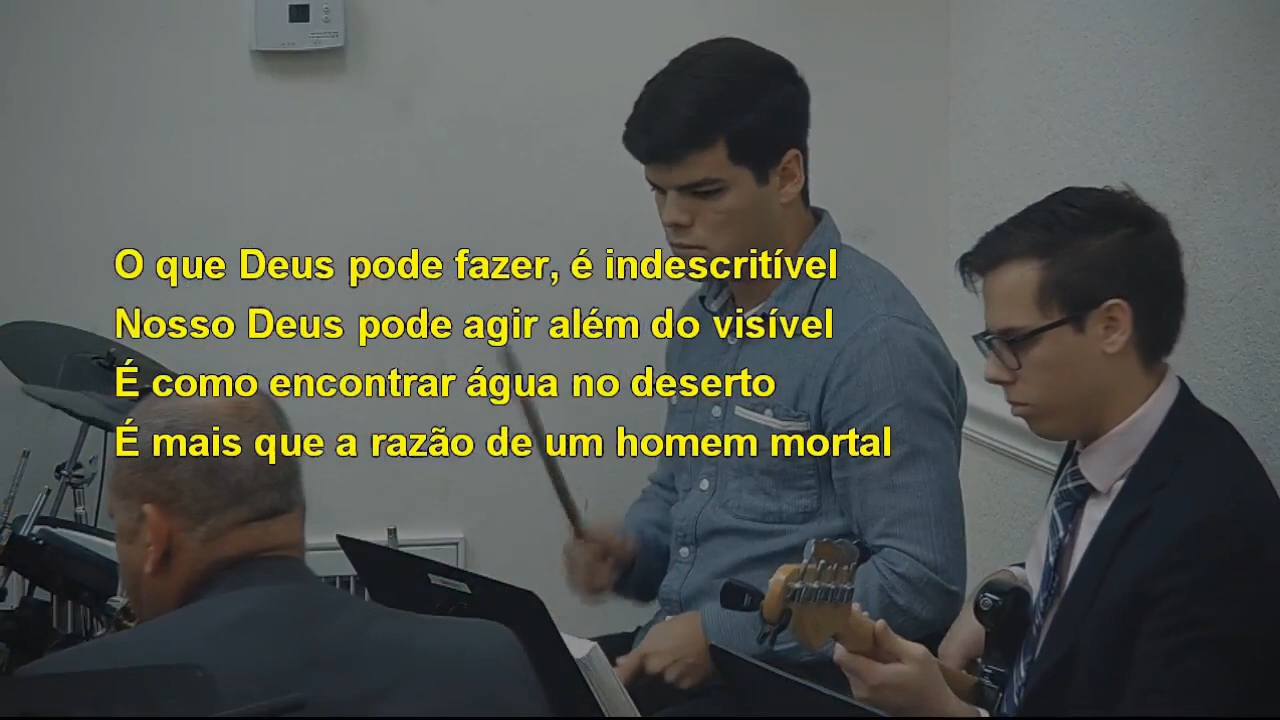 O que Deus pode fazer, é indescritível
Nosso Deus pode agir além do visível
É como encontrar água no deserto
É mais que a razão de um homem mortal